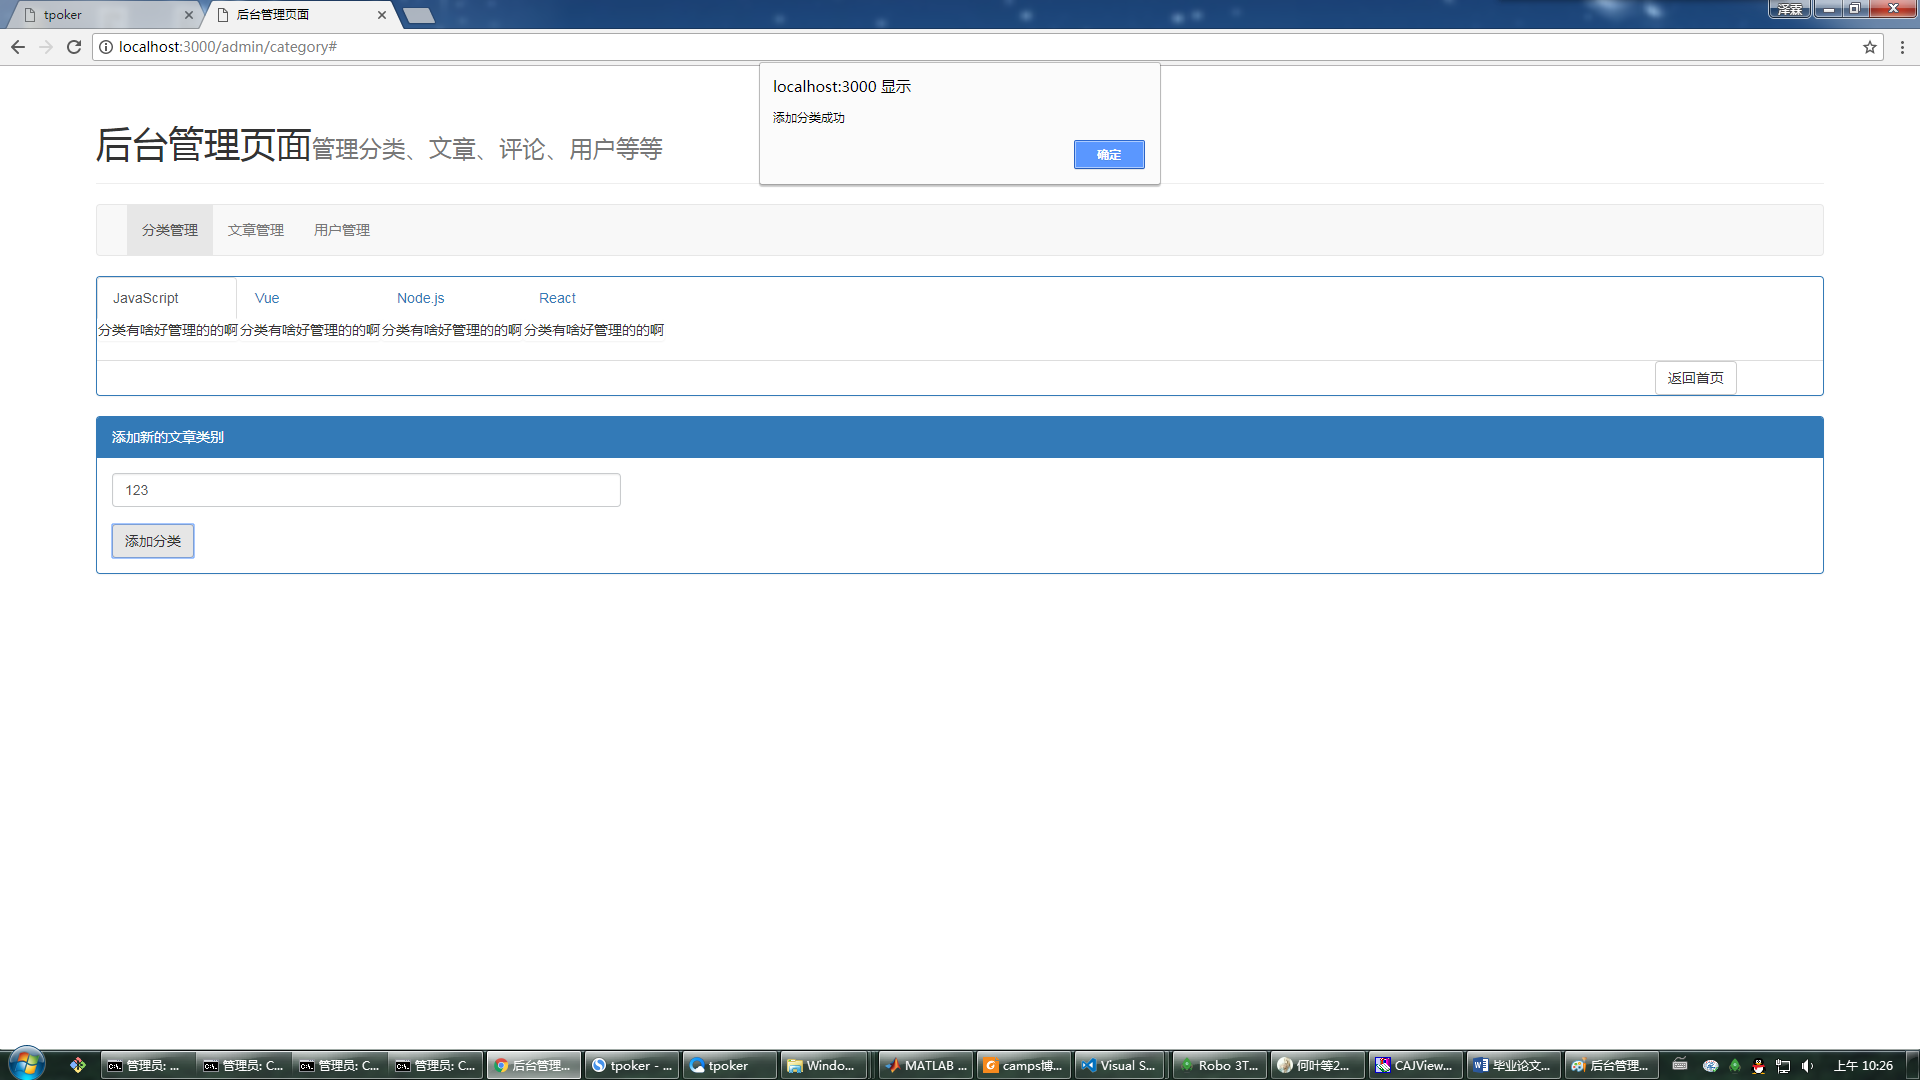 tpoker
后台管理页面
泽霖
localhost:3000/admin/category#
localhost:3000 显示
添加分类成功
确定
后台管理页面管理分类、文章、评论、用户等等
分类管理 文章管理 用户管理
JavaScript Vue Node.js React
分类有啥好管理的的啊 分类有啥好管理的的啊 分类有啥好管理的的啊 分类有啥好管理的的啊
返回首页
添加新的文章类别
123
添加分类
管理员: ... 管理员: C... 管理员: C... 管理员: C... 后台管理... tpoker - ... tpoker Windo... MATLAB ... camps博... Visual S... Robo 3T... 何叶等2... CAJView... 毕业论文... 后台管理... 上午 10:26